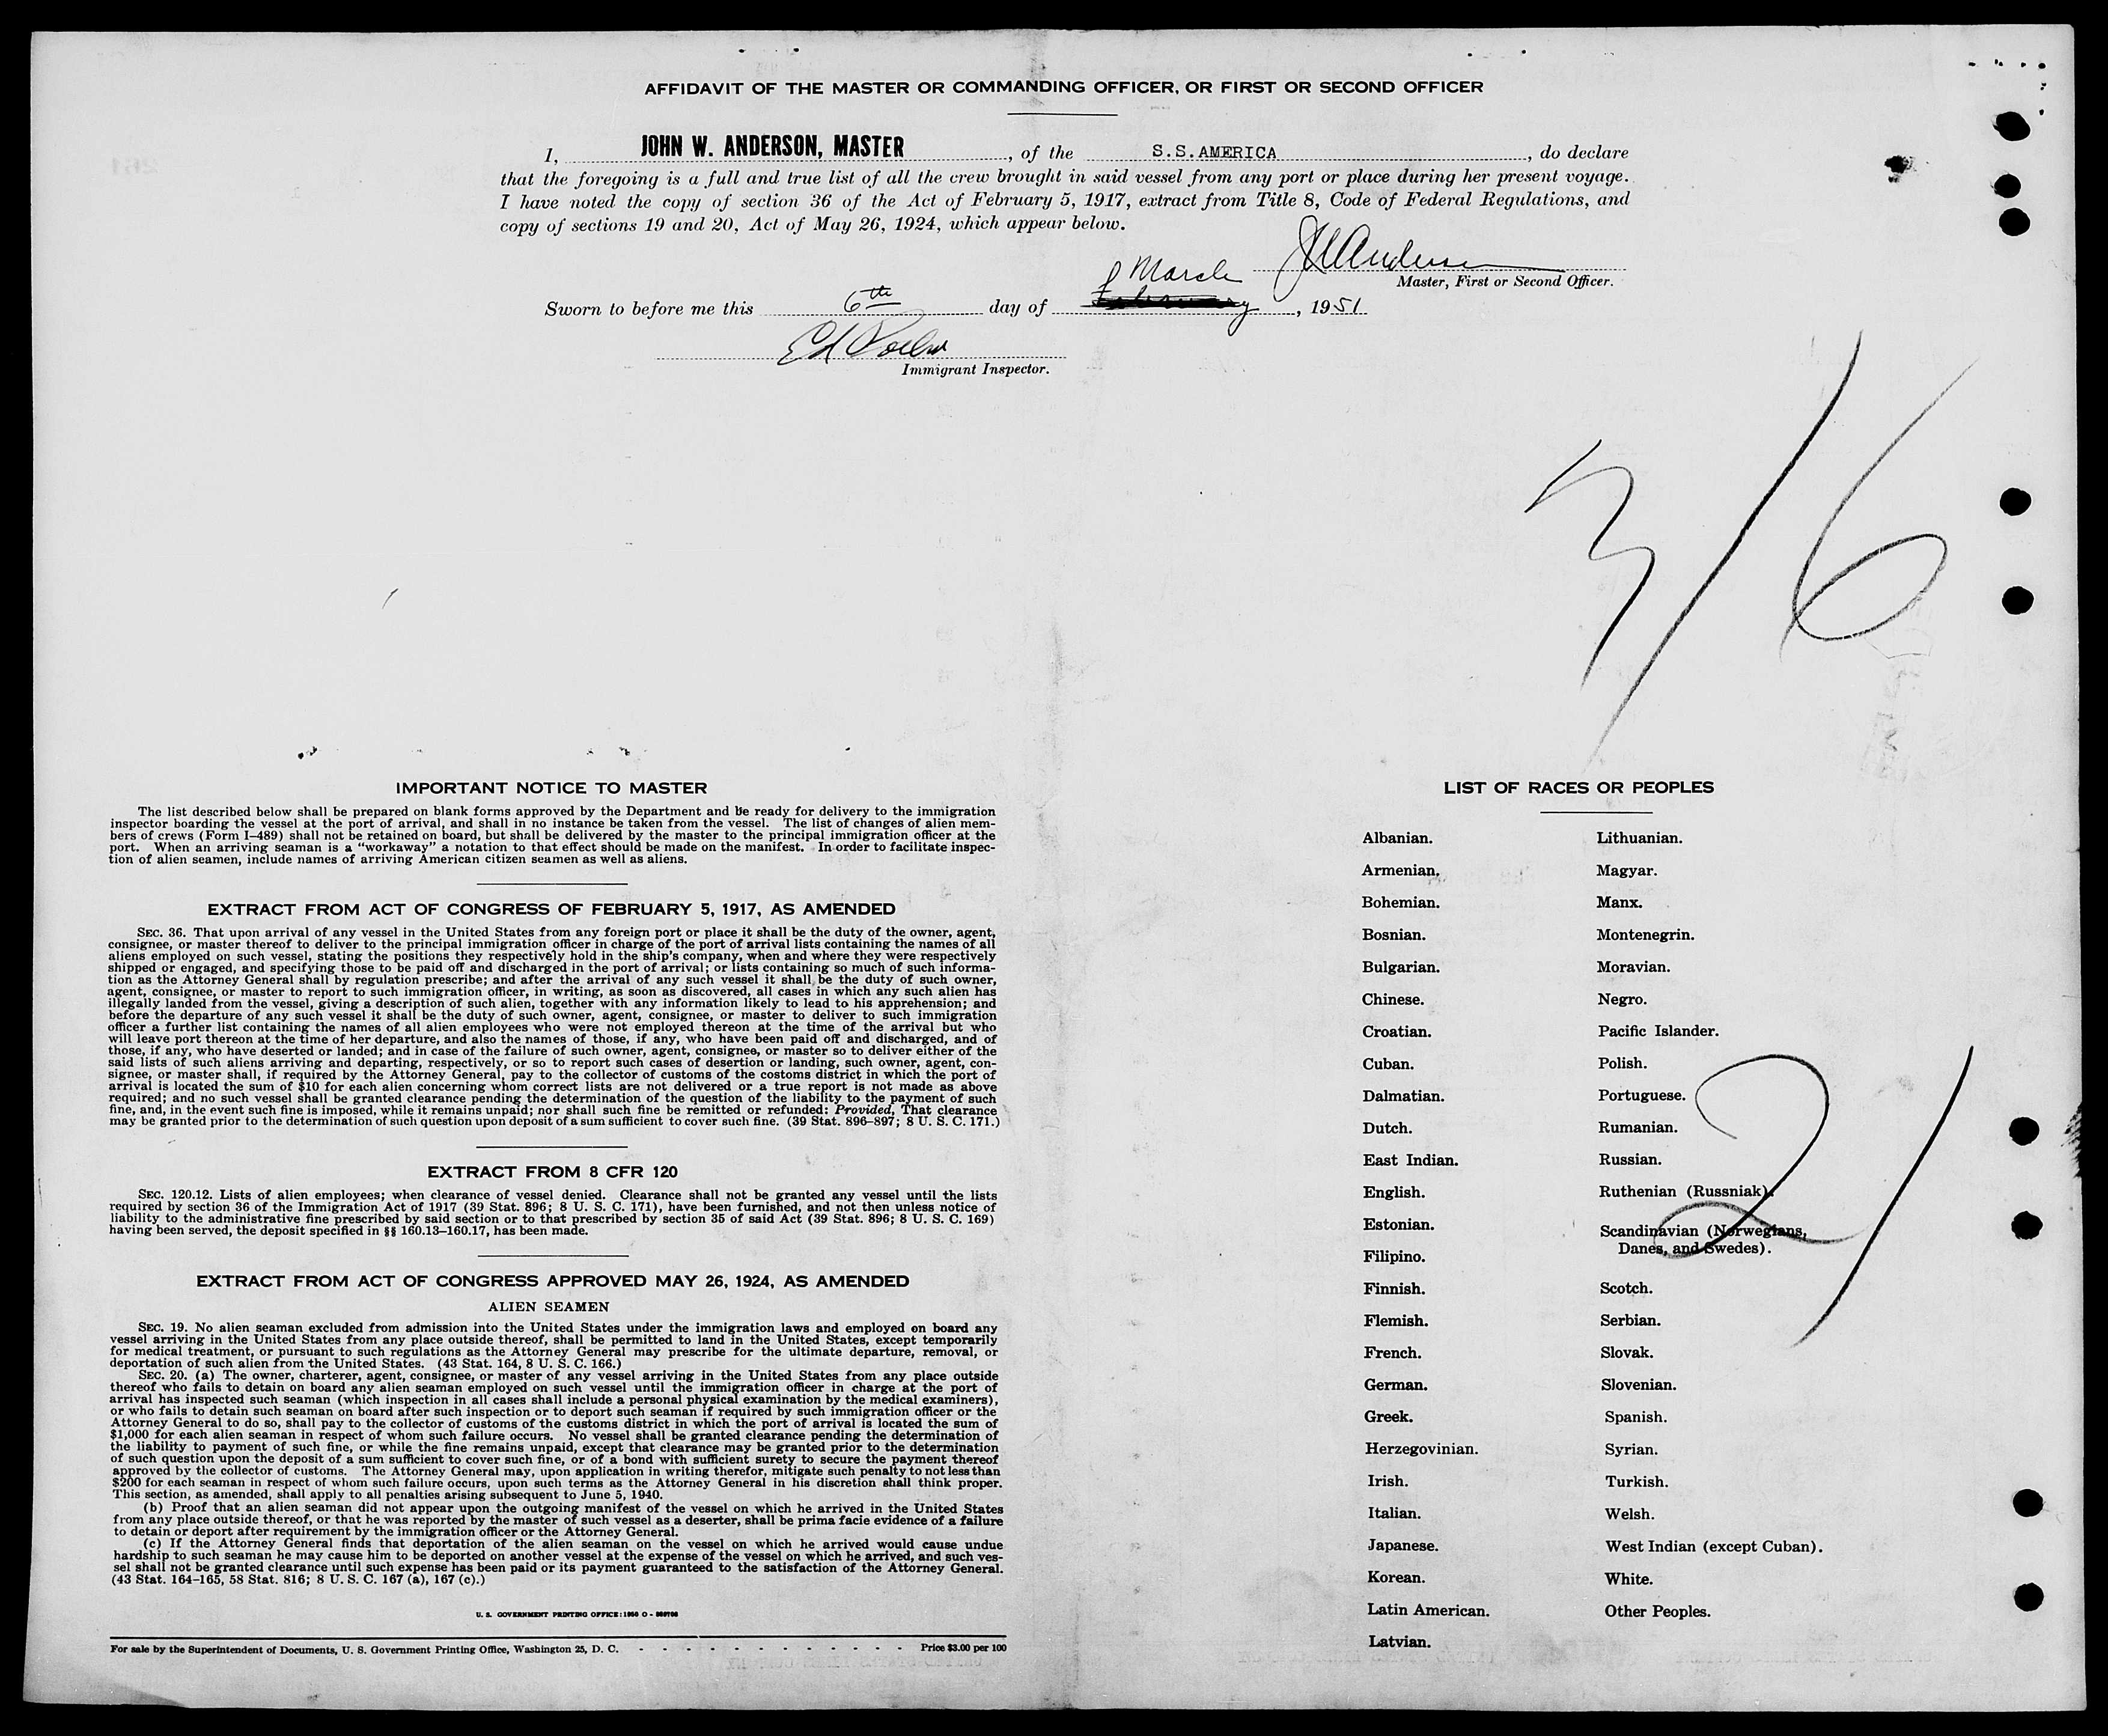 AFFIDAVIT OF THE MASTER OR COMMANDING OFFICER, OR FIRST OR SECOND OFFICER
I, JOHN W. ANDERSON, MASTER, of the S.S.AMERICA, do declare
that the foregoing is a full and true list of all the crew brought in said vessel from any port or place during her present voyage.
I have noted the copy of section 36 of the Act of February 5, 1917, extract from Title 8, Code of Federal Regulations, and
copy of sections 19 and 20, Act of May 26, 1924, which appear below.
JWAnderson
Master, First or Second Officer.
March
Sworn to before me this 6th day of February, 1951
Ed
Immigrant Inspector.
3/6
IMPORTANT NOTICE TO MASTER
The list described below shall be prepared on blank forms approved by the Department and be ready for delivery to the immigration
inspector boarding the vessel at the port of arrival, and shall in no instance be taken from the vessel. The list of changes of alien mem-
bers of crews (Form I–489) shall not be retained on board, but shall be delivered by the master to the principal immigration officer at the
port. When an arriving seaman is a “workaway” a notation to that effect should be made on the manifest. In order to facilitate inspec-
tion of alien seamen, include names of arriving American citizen seamen as well as aliens.
EXTRACT FROM ACT OF CONGRESS OF FEBRUARY 5, 1917, AS AMENDED
SEC. 36. That upon arrival of any vessel in the United States from any foreign port or place it shall be the duty of the owner, agent,
consignee, or master thereof to deliver to the principal immigration officer in charge of the port of arrival lists containing the names of all
aliens employed on such vessel, stating the positions they respectively hold in the ship's company, when and where they were respectively
shipped or engaged, and specifying those to be paid off and discharged in the port of arrival; or lists containing so much of such informa-
tion as the Attorney General shall by regulation prescribe; and after the arrival of any such vessel it shall be the duty of such owner,
agent, consignee, or master to report to such immigration officer, in writing, as soon as discovered, all cases in which any such alien has
illegally landed from the vessel, giving a description of such alien, together with any information likely to lead to his apprehension; and
before the departure of any such vessel it shall be the duty of such owner, agent, consignee, or master to deliver to such immigration
officer a further list containing the names of all alien employees who were not employed thereon at the time of the arrival but who
will leave port thereon at the time of her departure, and also the names of those, if any, who have been paid off and discharged, and of
those, if any, who have deserted or landed; and in case of the failure of such owner, agent, consignee, or master so to deliver either of the
said lists of such aliens arriving and departing, respectively, or so to report such cases of desertion or landing, such owner, agent, con-
signee, or master shall, if required by the Attorney General, pay to the collector of customs of the costoms district in which the port of
arrival is located the sum of $10 for each alien concerning whom correct lists are not delivered or a true report is not made as above
required; and no such vessel shall be granted clearance pending the determination of the question of the liability to the payment of such
fine, and, in the event such fine is imposed, while it remains unpaid; nor shall such fine be remitted or refunded: Provided, That clearance
may be granted prior to the determination of such question upon deposit of a sum sufficient to cover such fine. (39 Stat. 896–897; 8 U. S. C. 171.)
EXTRACT FROM 8 CFR 120
SEC. 120.12. Lists of alien employees; when clearance of vessel denied. Clearance shall not be granted any vessel until the lists
required by section 36 of the Immigration Act of 1917 (39 Stat. 896; 8 U. S. C. 171), have been furnished, and not then unless notice of
liability to the administrative fine prescribed by said section or to that prescribed by section 35 of said Act (39 Stat. 896; 8 U. S. C. 169)
having been served, the deposit specified in §§ 160.13–160.17, has been made.
EXTRACT FROM ACT OF CONGRESS APPROVED MAY 26, 1924, AS AMENDED
ALIEN SEAMEN
SEC. 19. No alien seaman excluded from admission into the United States under the immigration laws and employed on board any
vessel arriving in the United States from any place outside thereof, shall be permitted to land in the United States, except temporarily
for medical treatment, or pursuant to such regulations as the Attorney General may prescribe for the ultimate departure, removal, or
deportation of such alien from the United States. (43 Stat. 164, 8 U. S. C. 166.)
SEC. 20. (a) The owner, charterer, agent, consignee, or master of any vessel arriving in the United States from any place outside
thereof who fails to detain on board any alien seaman employed on such vessel until the immigration officer in charge at the port of
arrival has inspected such seaman (which inspection in all cases shall include a personal physical examination by the medical examiners),
or who fails to detain such seaman on board after such inspection or to deport such seaman if required by such immigration officer or the
Attorney General to do so, shall pay to the collector of customs of the customs district in which the port of arrival is located the sum of
$1,000 for each alien seaman in respect of whom such failure occurs. No vessel shall be granted clearance pending the determination of
the liability to payment of such fine, or while the fine remains unpaid, except that clearance may be granted prior to the determination
of such question upon the deposit of a sum sufficient to cover such fine, or of a bond with sufficient surety to secure the payment thereof
approved by the collector of customs. The Attorney General may, upon application in writing therefor, mitigate such penalty to not less than
$200 for each seaman in respect of whom such failure occurs, upon such terms as the Attorney General in his discretion shall think proper.
This section, as amended, shall apply to all penalties arising subsequent to June 5, 1940.
(b) Proof that an alien seaman did not appear upon the outgoing manifest of the vessel on which he arrived in the United States
from any place outside thereof, or that he was reported by the master of such vessel as a deserter, shall be prima facie evidence of a failure
to detain or deport after requirement by the immigration officer or the Attorney General.
(c) If the Attorney General finds that deportation of the alien seaman on the vessel on which he arrived would cause undue
hardship to such seaman he may cause him to be deported on another vessel at the expense of the vessel on which he arrived, and such ves-
sel shall not be granted clearance until such expense has been paid or its payment guaranteed to the satisfaction of the Attorney General.
(43 Stat. 164–165, 58 Stat. 816; 8 U. S. C. 167 (a), 167 (c).)
U. S. GOVERNMENT PRINTING OFFICE: 1950 O -
For sale by the Superintendent of Documents, U. S. Government Printing Office, Washington 25, D. C. - - - - - - - - - - - - Price $3.00 per 100
LIST OF RACES OR PEOPLES
Albanian.
Armenian.
Bohemian.
Bosnian.
Bulgarian.
Chinese.
Croatian.
Cuban.
Dalmatian.
Dutch.
East Indian.
English.
Estonian.
Filipino.
Finnish.
Flemish.
French.
German.
Greek.
Herzegovinian.
Irish.
Italian.
Japanese.
Korean.
Latin American.
Latvian.
Lithuanian.
Magyar.
Manx.
Montenegrin.
Moravian.
Negro.
Pacific Islander.
Polish.
Portuguese.
Rumanian.
Russian.
Ruthenian (Russniak).
Scandinavian (Norwegians,
Danes, and Swedes).
Scotch.
Serbian.
Slovak.
Slovenian.
Spanish.
Syrian.
Turkish.
Welsh.
West Indian (except Cuban).
White.
Other Peoples.
21